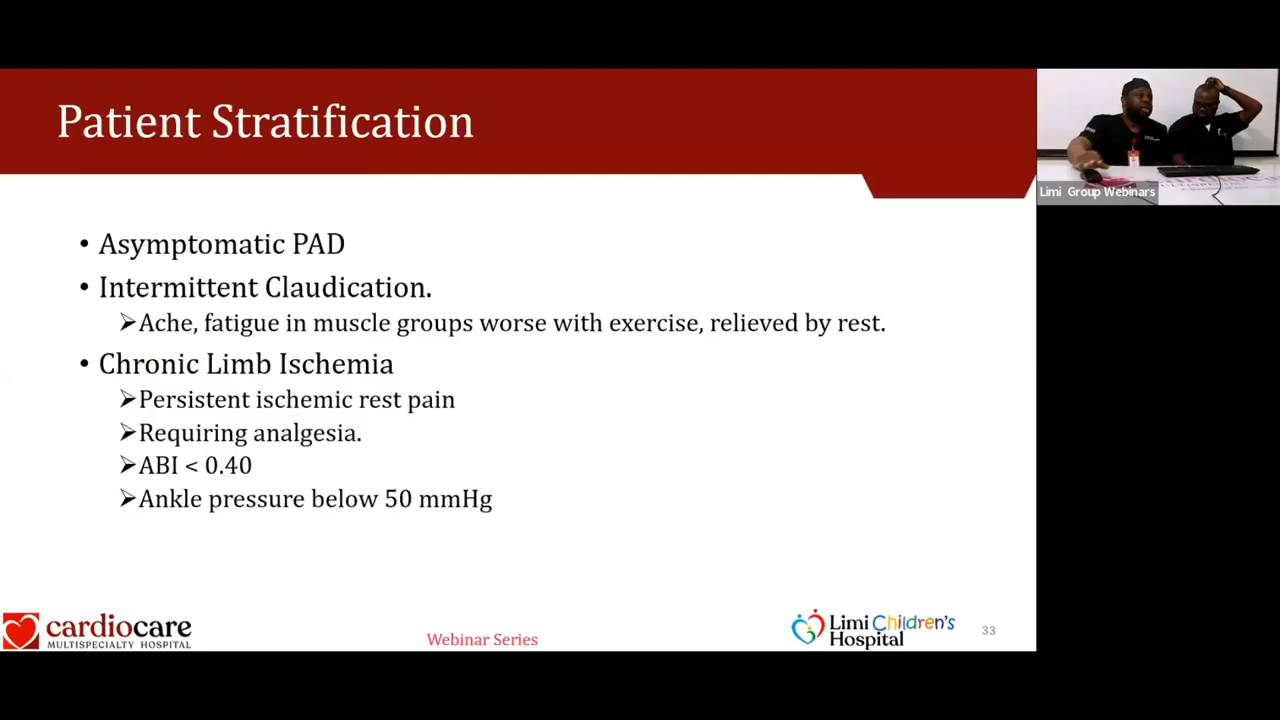 Patient Stratification
• Asymptomatic PAD
• Intermittent Claudication.
➢Ache, fatigue in muscle groups worse with exercise, relieved by rest.
• Chronic Limb Ischemia
➢Persistent ischemic rest pain
➢Requiring analgesia.
➢ABI < 0.40
➢Ankle pressure below 50 mmHg
cardiocare
MULTISPECIALTY HOSPITAL
Webinar Series
Limi Children's
Hospital
33
Limi Group Webinars